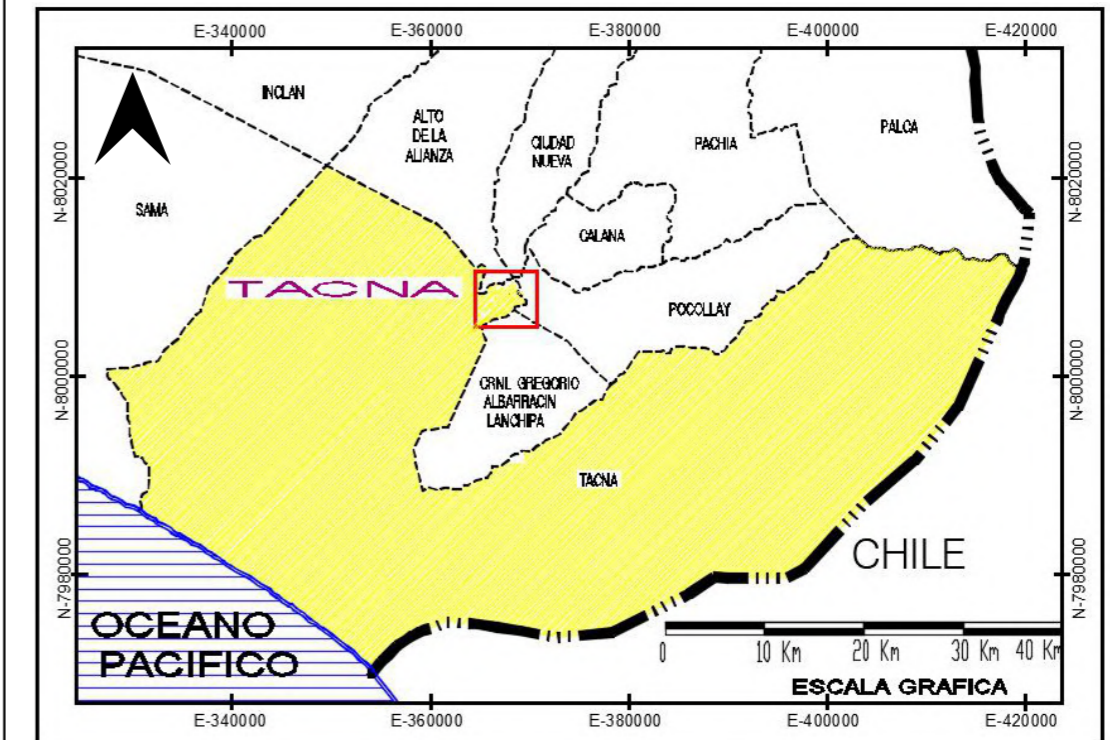 E-340000 E-360000 E-380000 E-400000 E-420000
INCLAN
ALTO
DE LA
ALIANZA
CIUDAD
NUEVA
PACHIA
PALCA
N-8020000
N-8020000
SAMA
CALANA
TACNA
POCOLLAY
N-8000000
N-8000000
CRNL GREGORIO
ALBARRACIN
LANCHIPA
TACNA
N-7980000
N-7980000
CHILE
OCEANO
PACIFICO
0 10 Km 20 Km 30 Km 40 Km
ESCALA GRAFICA
E-340000 E-360000 E-380000 E-400000 E-420000